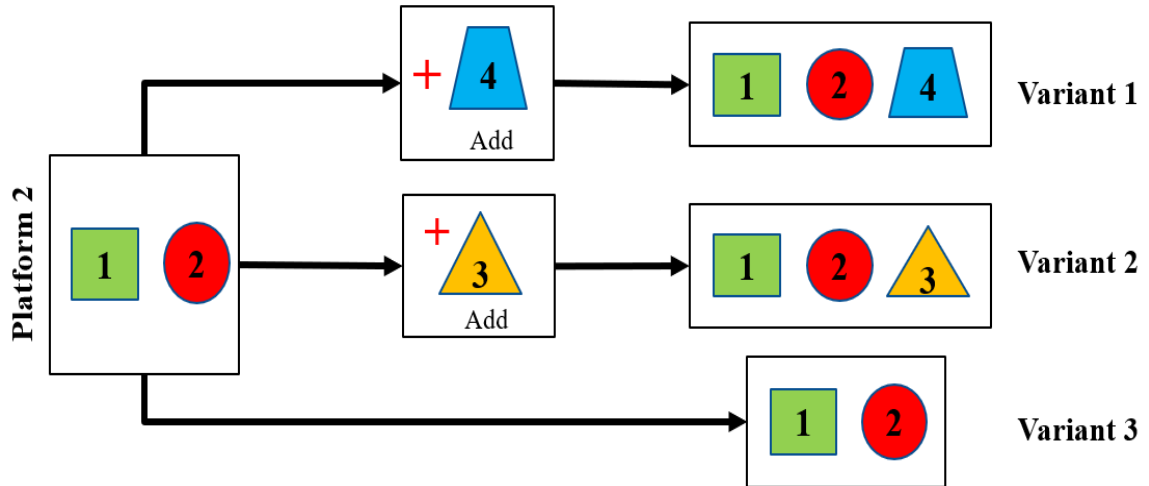 + 4
Add
1 2 4
Variant 1
Platform 2
1 2
+
3
Add
1 2 3
Variant 2
1 2
Variant 3